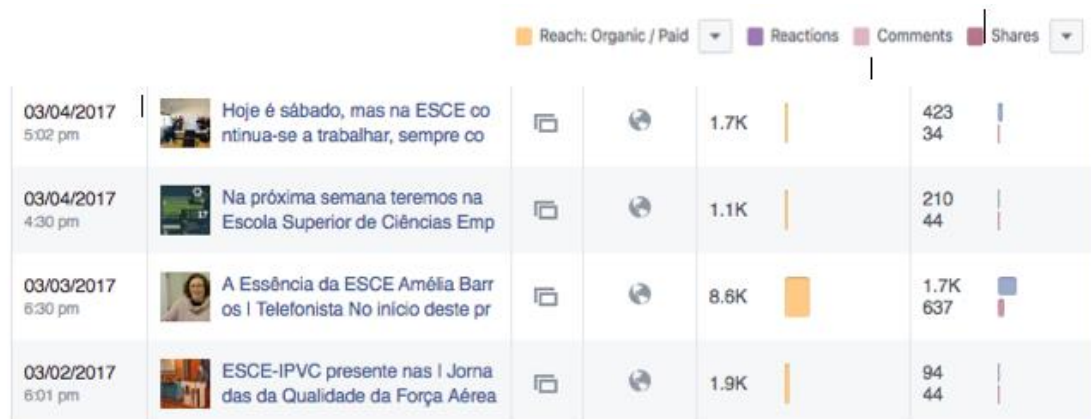 Reach: Organic / Paid Reactions Comments Shares
03/04/2017
5:02 pm
Hoje é sábado, mas na ESCE co
ntinua-se a trabalhar, sempre co
1.7K
423
34
03/04/2017
4:30 pm
Na próxima semana teremos na
Escola Superior de Ciências Emp
1.1K
210
44
03/03/2017
6:30 pm
A Essência da ESCE Amélia Barr
os | Telefonista No início deste pr
8.6K
1.7K
637
03/02/2017
6:01 pm
ESCE-IPVC presente nas I Jorna
das da Qualidade da Força Aérea
1.9K
94
44